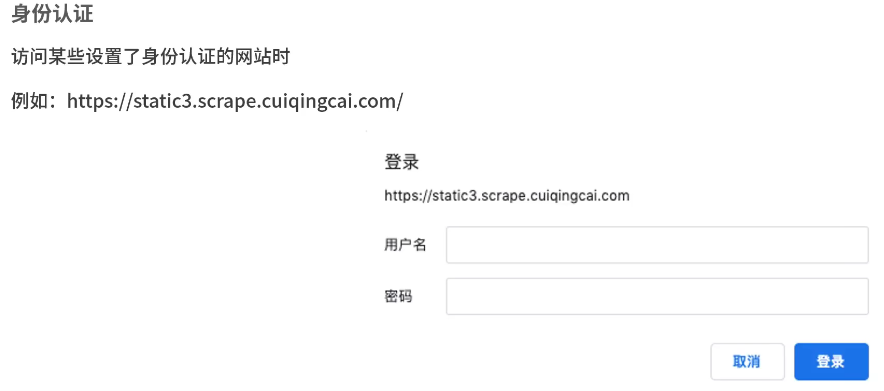 身份认证
访问某些设置了身份认证的网站时
例如：https://static3.scrape.cuiqingcai.com/
登录
https://static3.scrape.cuiqingcai.com
用户名
密码
取消 登录